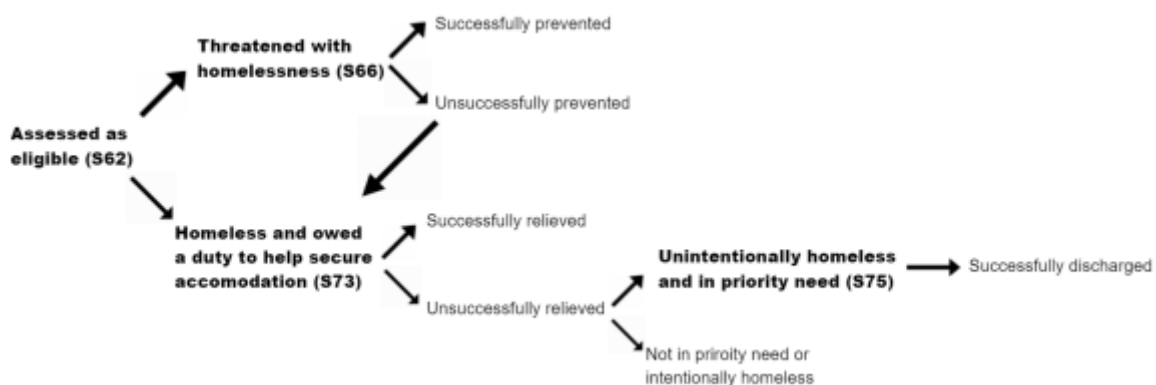 Successfully prevented
Threatened with
homelessness (S66)
Unsuccessfully prevented
Assessed as
eligible (S62)
Successfully relieved
Homeless and owed
a duty to help secure
accomodation (S73)
Unintentionally homeless
and in priority need (S75)
Successfully discharged
Unsuccessfully relieved
Not in priroity need or
intentionally homeless